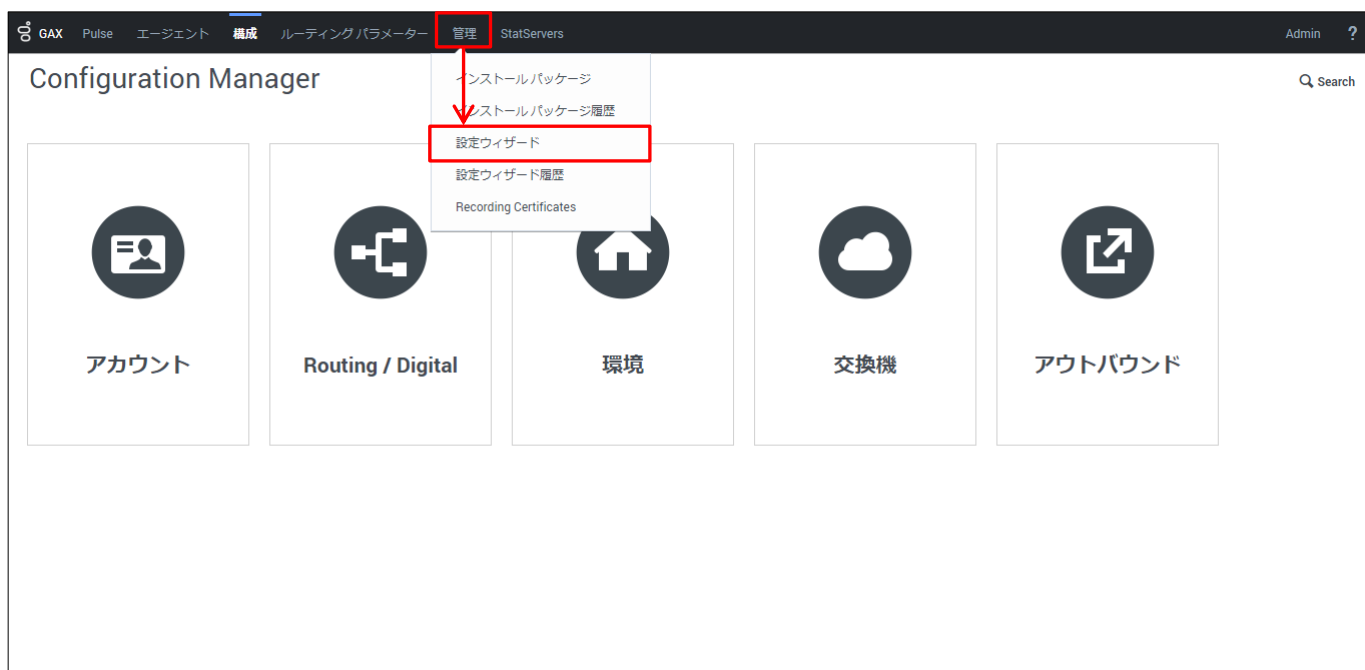 GAX Pulse エージェント 構成 ルーティング パラメーター 管理 StatServers Admin ?
Configuration Manager
Search
インストール パッケージ
インストール パッケージ履歴
設定ウィザード
設定ウィザード履歴
Recording Certificates
アカウント
Routing / Digital
環境
交換機
アウトバウンド